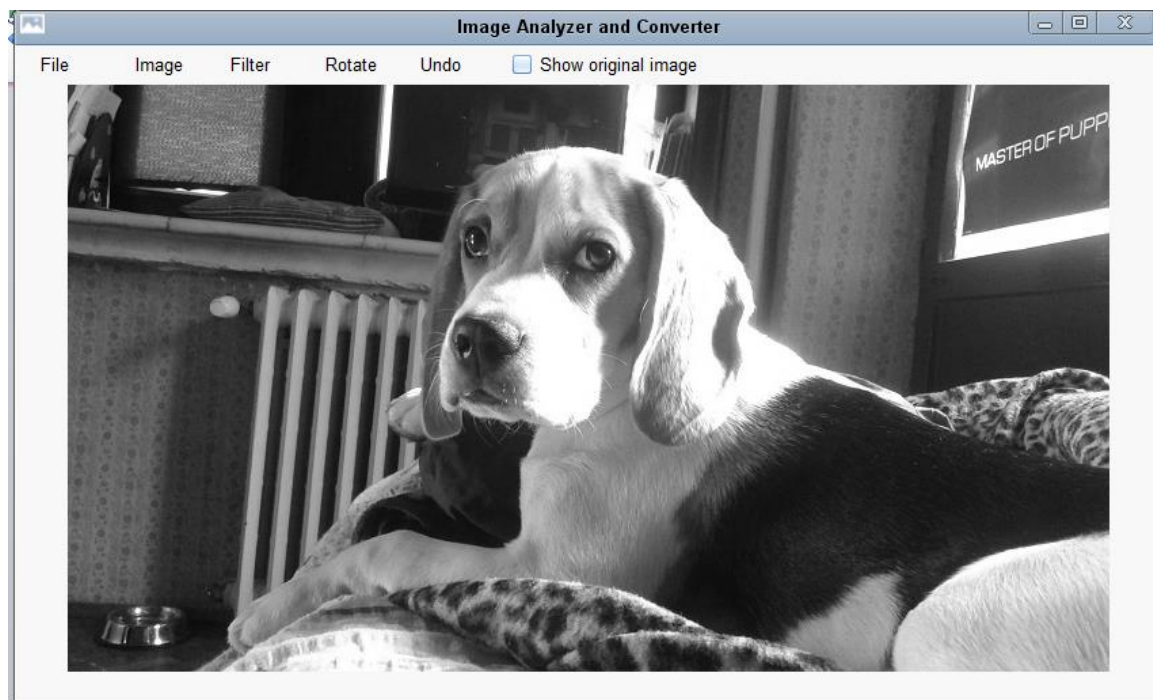 Image Analyzer and Converter
File Image Filter Rotate Undo Show original image
MASTER OF PUPP